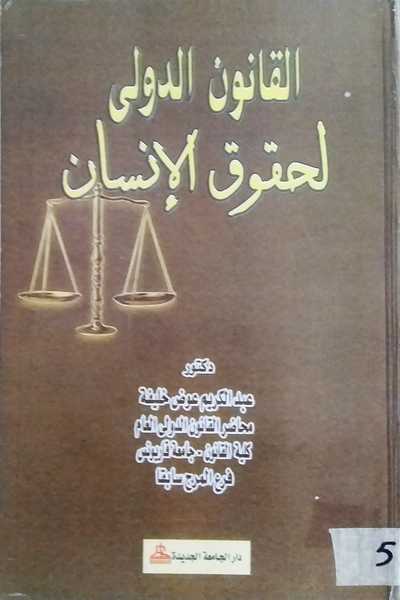 القانون الدولى
لحقوق الإنسان
دكتور
عبد الكريم عوض خليفة
محاضر القانون الدولى العام
كلية القانون - جامعة قاريونس
فرع المرج سابقا
دار الجامعة الجديدة
5